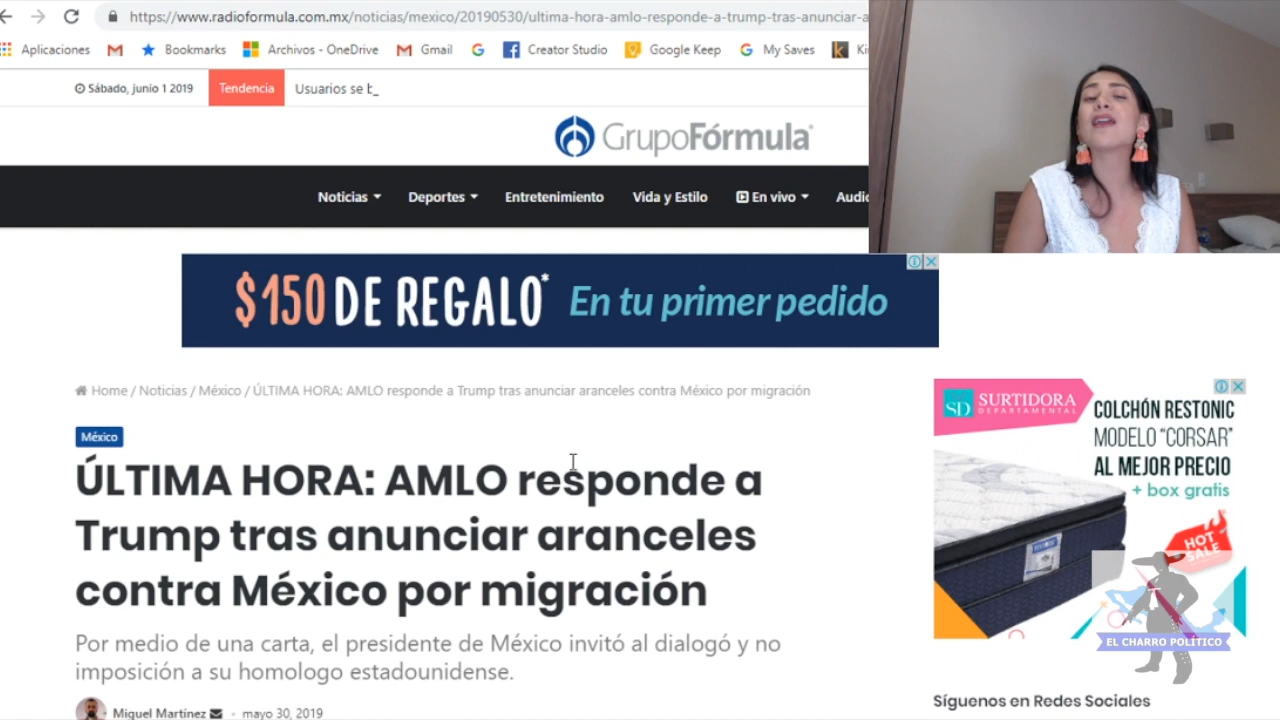 https://www.radioformula.com.mx/noticias/mexico/20190530/ultima-hora-amlo-responde-a-trump-tras-anunciar-a
Aplicaciones
Bookmarks
Archivos - OneDrive
Gmail
Creator Studio
Google Keep
My Saves
Sábado, junio 1 2019
Tendencia
Usuarios se b_
GrupoFórmula
Noticias
Deportes
Entretenimiento
Vida y Estilo
En vivo
Audio
$150 DE REGALO* En tu primer pedido
Home / Noticias / México / ÚLTIMA HORA: AMLO responde a Trump tras anunciar aranceles contra México por migración
México
ÚLTIMA HORA: AMLO responde a
Trump tras anunciar aranceles
contra México por migración
Por medio de una carta, el presidente de México invitó al dialogó y no
imposición a su homologo estadounidense.
Miguel Martínez - mayo 30, 2019
SD SURTIDORA
DEPARTAMENTAL
COLCHÓN RESTONIC
MODELO "CORSAR"
AL MEJOR PRECIO
+ box gratis
HOT
SALE
EL CHARRO POLÍTICO
Síguenos en Redes Sociales